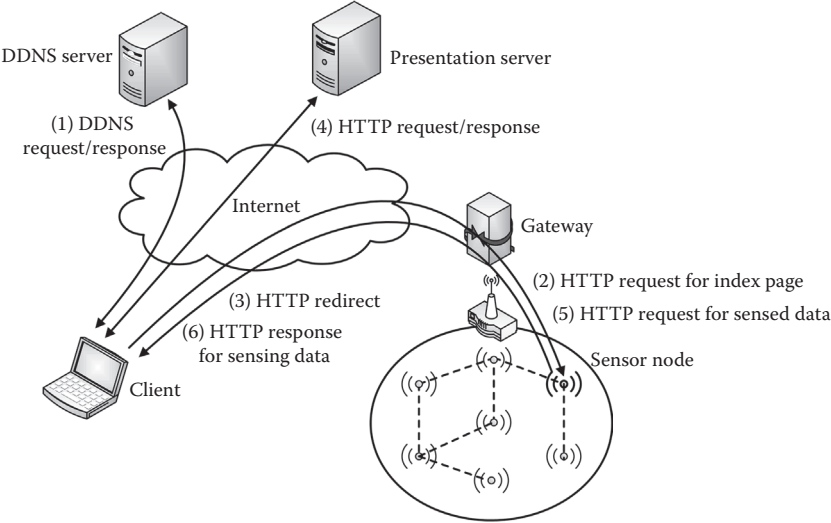 DDNS server
Presentation server
(1) DDNS
request/response
(4) HTTP request/response
Internet
Gateway
(2) HTTP request for index page
(3) HTTP redirect
(5) HTTP request for sensed data
(6) HTTP response
for sensing data
Sensor node
Client